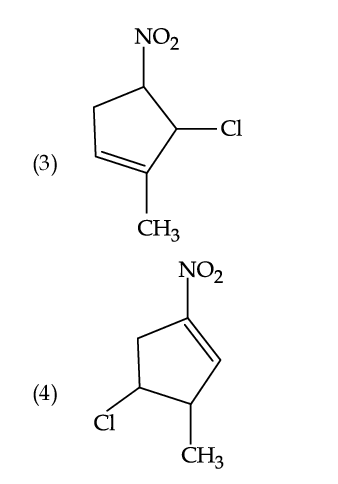 NO₂
Cl
(3)
CH₃
NO₂
(4)
Cl
CH₃